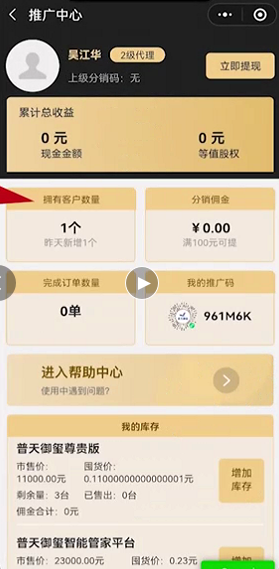 推广中心
吴江华 2级代理
上级分销码：无
立即提现
累计总收益
0 元 0 元
现金金额 等值股权
拥有客户数量 分销佣金
1个 ￥0.00
昨天新增1个 满100元可提
完成订单数量 我的推广码
0单 961M6K
进入帮助中心
使用中遇到问题？
我的库存
普天御玺尊贵版
市售价： 囤货价：
11000.00元 0.11000000000000001元
剩余量：3台 已售出：0台
佣金合计：0元
增加
库存
普天御玺智能管家平台
市售价：23000.00元 囤货价：0.23元
增加